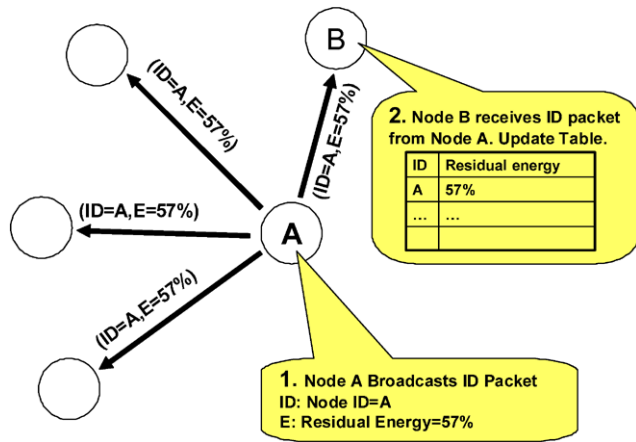 B
(ID=A,E=57%)
(ID=A,E=57%)
2. Node B receives ID packet
from Node A. Update Table.
ID Residual energy
A 57%
... ...
(ID=A,E=57%)
A
(ID=A,E=57%)
1. Node A Broadcasts ID Packet
ID: Node ID=A
E: Residual Energy=57%